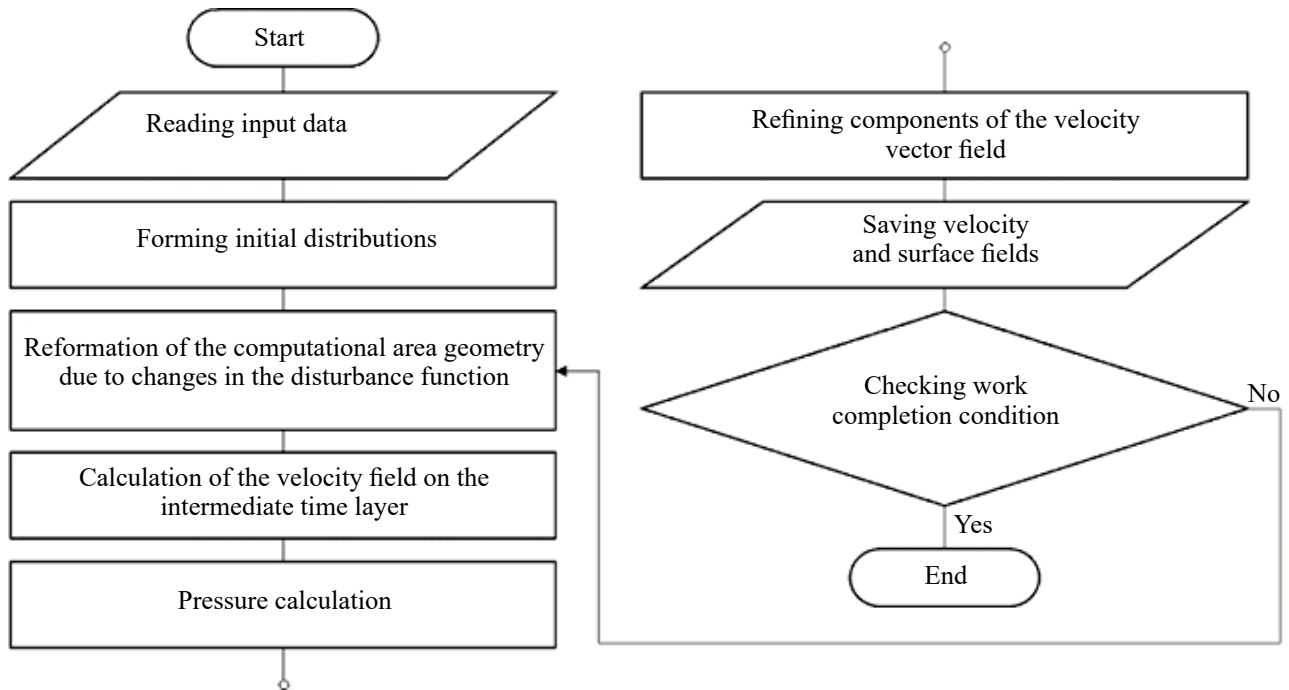 Start
Reading input data
Forming initial distributions
Reformation of the computational area geometry
due to changes in the disturbance function
Calculation of the velocity field on the
intermediate time layer
Pressure calculation
Refining components of the velocity
vector field
Saving velocity
and surface fields
Checking work
completion condition
No
Yes
End